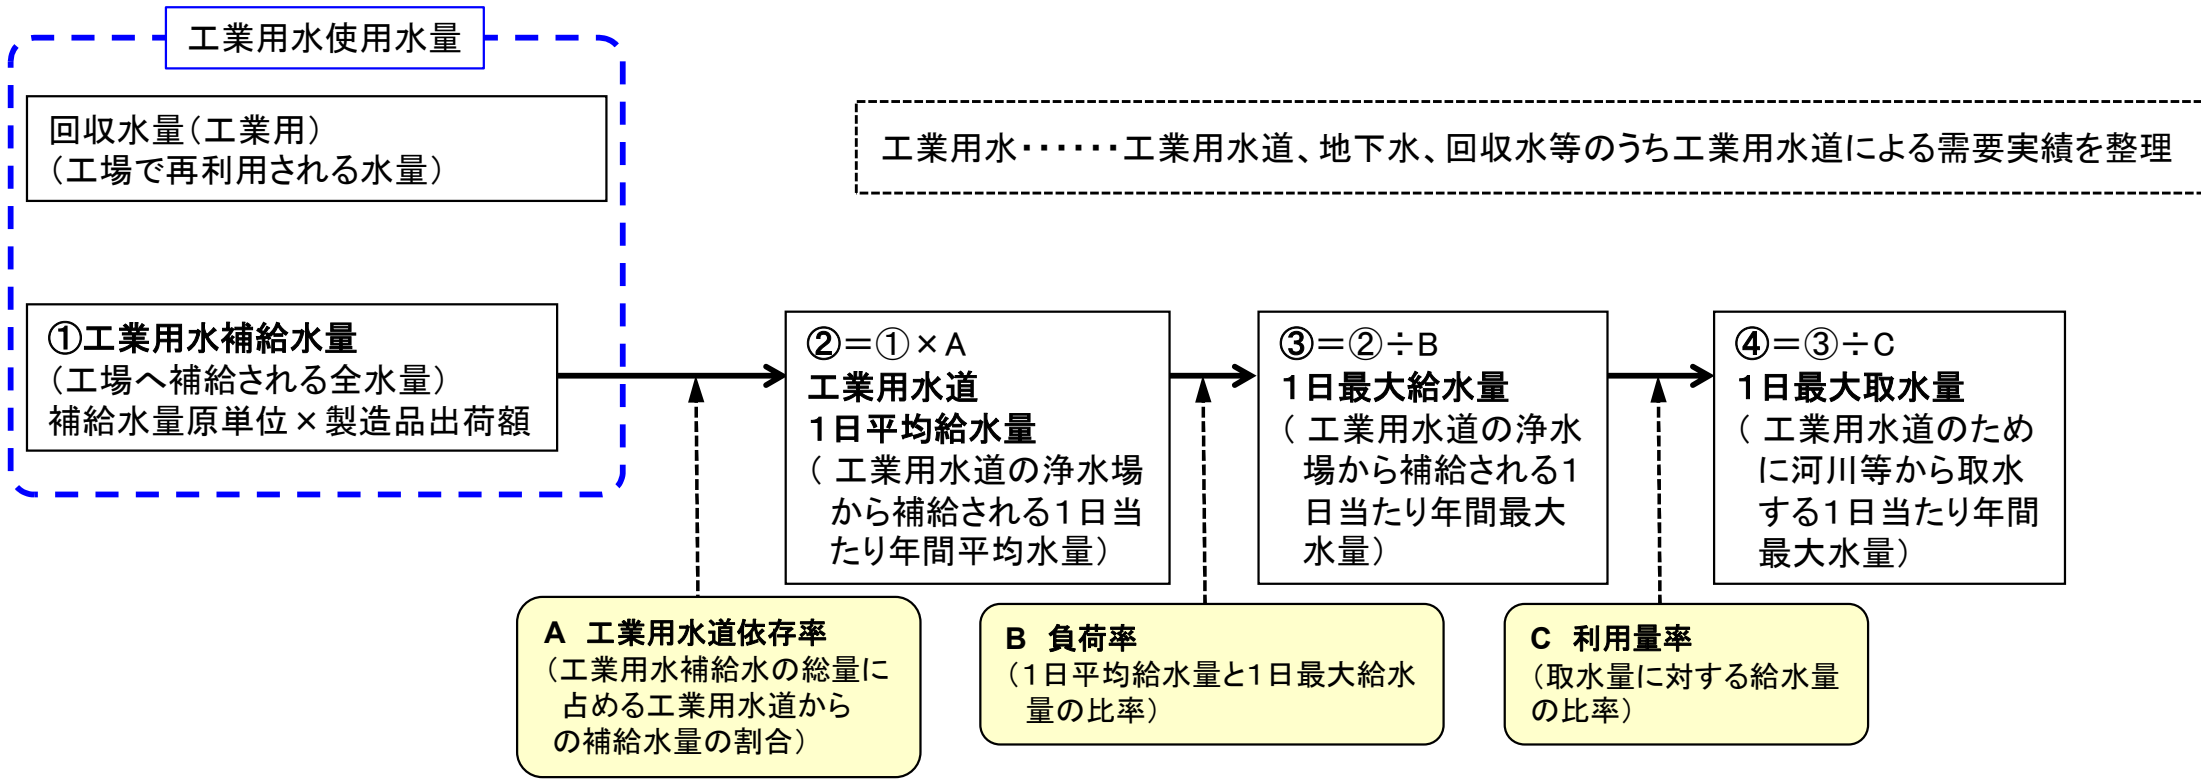 工業用水使用水量
回収水量（工業用）
（工場で再利用される水量）
工業用水・・・・・・工業用水道、地下水、回収水等のうち工業用水道による需要実績を整理
①工業用水補給水量
（工場へ補給される全水量）
補給水量原単位×製造品出荷額
②＝①×A
工業用水道
１日平均給水量
（ 工業用水道の浄水場
から補給される１日当
たり年間平均水量）
③＝②÷B
１日最大給水量
（ 工業用水道の浄水
場から補給される１
日当たり年間最大
水量）
④＝③÷C
１日最大取水量
（ 工業用水道のため
に河川等から取水
する１日当たり年間
最大水量）
A 工業用水道依存率
（工業用水補給水の総量に
占める工業用水道から
の補給水量の割合）
B 負荷率
（１日平均給水量と１日最大給水
量の比率）
C 利用量率
（取水量に対する給水量
の比率）